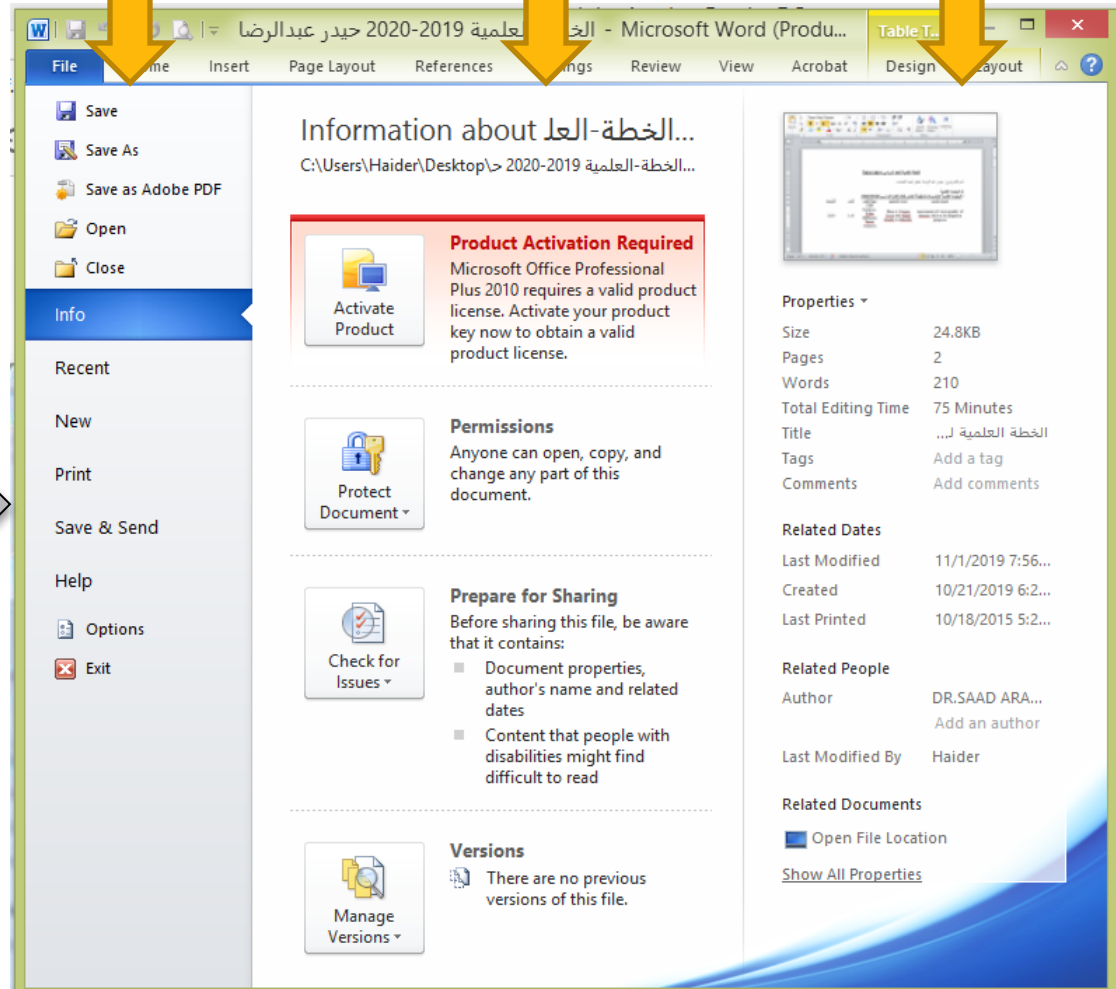 الخ علمية 2019-2020 حيدر عبدالرضا - Microsoft Word (Produ...
Table T...
File me Insert Page Layout References ings Review View Acrobat Design ayout
Save
Save As
Save as Adobe PDF
Open
Close
Info
Recent
New
Print
Save & Send
Help
Options
Exit
Information about الخطة-العلـ...
C:\Users\Haider\Desktop\الخطة-العلمية 2019-2020 حـ...
Activate
Product
Product Activation Required
Microsoft Office Professional
Plus 2010 requires a valid product
license. Activate your product
key now to obtain a valid
product license.
Protect
Document
Permissions
Anyone can open, copy, and
change any part of this
document.
Check for
Issues
Prepare for Sharing
Before sharing this file, be aware
that it contains:
Document properties,
author's name and related
dates
Content that people with
disabilities might find
difficult to read
Manage
Versions
Versions
There are no previous
versions of this file.
Properties
Size 24.8KB
Pages 2
Words 210
Total Editing Time 75 Minutes
Title الخطة العلمية لـ...
Tags Add a tag
Comments Add comments
Related Dates
Last Modified 11/1/2019 7:56...
Created 10/21/2019 6:2...
Last Printed 10/18/2015 5:2...
Related People
Author DR.SAAD ARA...
Add an author
Last Modified By Haider
Related Documents
Open File Location
Show All Properties